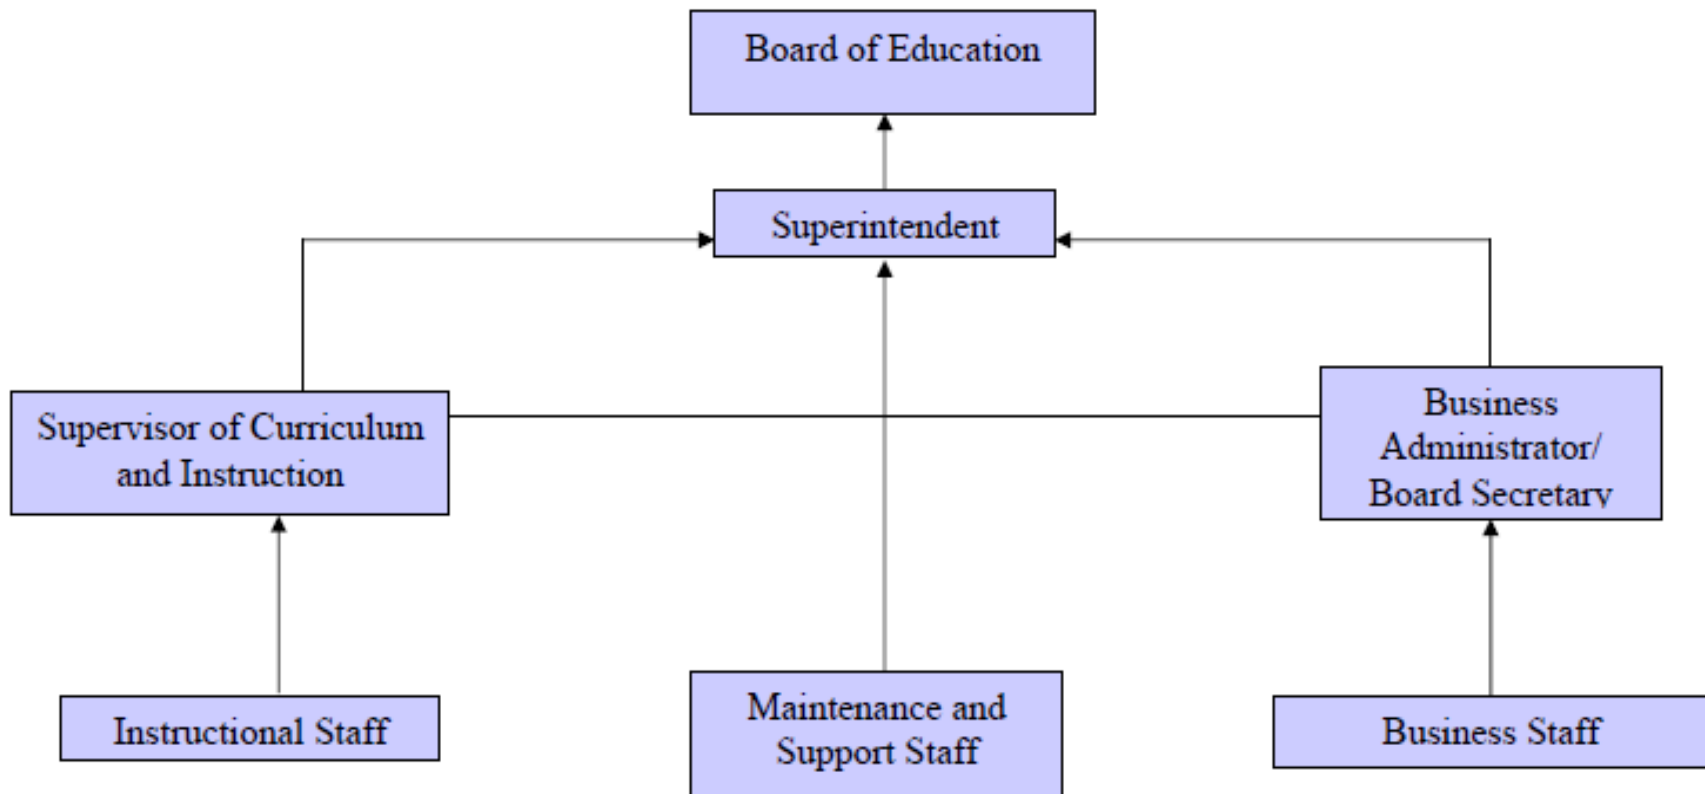 Board of Education
Superintendent
Supervisor of Curriculum
and Instruction
Business
Administrator/
Board Secretary
Instructional Staff
Maintenance and
Support Staff
Business Staff